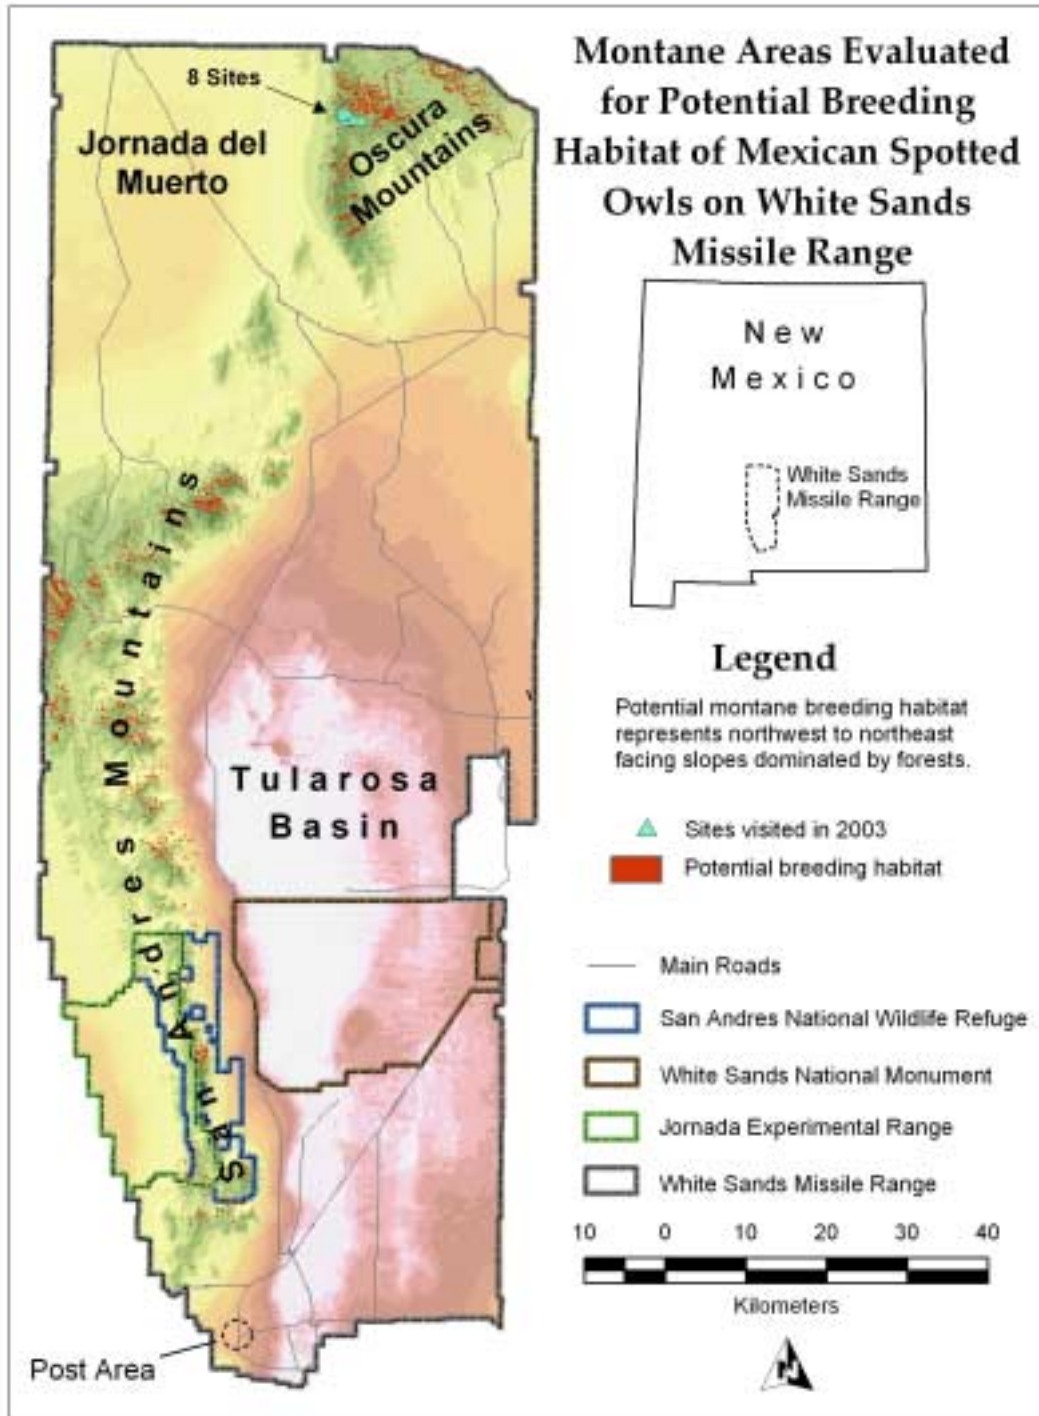 Montane Areas Evaluated
for Potential Breeding
Habitat of Mexican Spotted
Owls on White Sands
Missile Range
8 Sites
Jornada del
Muerto
Oscura
Mountains
New
Mexico
White Sands
Missile Range
San Andres Mountains
Tularosa
Basin
Post Area
Legend
Potential montane breeding habitat
represents northwest to northeast
facing slopes dominated by forests.
Sites visited in 2003
Potential breeding habitat
Main Roads
San Andres National Wildlife Refuge
White Sands National Monument
Jornada Experimental Range
White Sands Missile Range
10 0 10 20 30 40
Kilometers
N